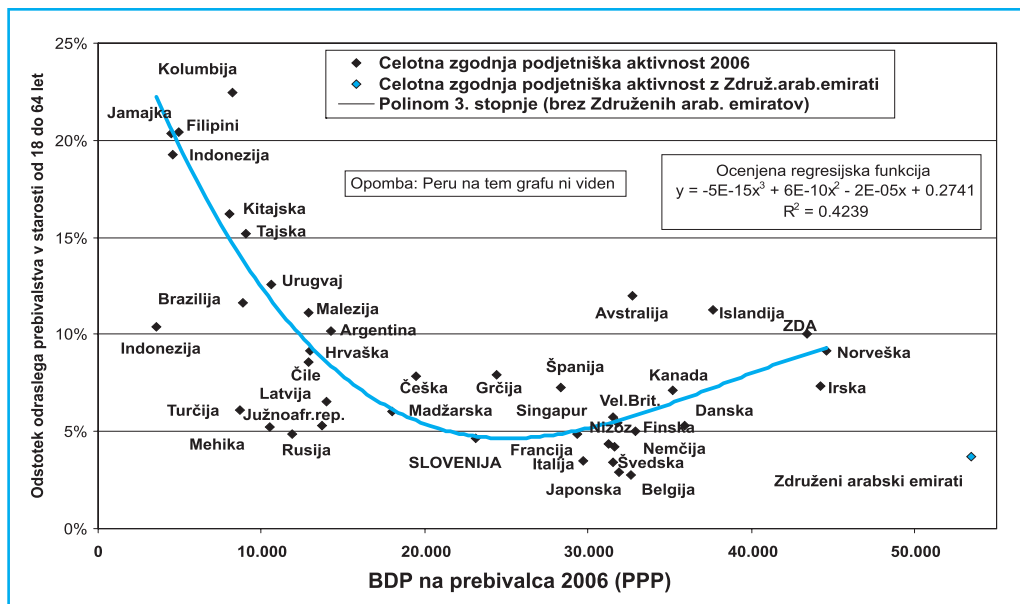 Odstotek odraslega prebivalstva v starosti od 18 do 64 let
25%
20%
15%
10%
5%
0%
Celotna zgodnja podjetniška aktivnost 2006
Celotna zgodnja podjetniška aktivnost z Združ.arab.emirati
Polinom 3. stopnje (brez Združenih arab. emiratov)
Opomba: Peru na tem grafu ni viden
Ocenjena regresijska funkcija
y = -5E-15x³ + 6E-10x² - 2E-05x + 0.2741
R² = 0.4239
Kolumbija
Jamajka
Filipini
Indonezija
Kitajska
Tajska
Urugvaj
Brazilija
Malezija
Avstralija
Islandija
ZDA
Argentina
Indonezija
Hrvaška
Norveška
Čile
Češka
Grčija
Španija
Kanada
Irska
Latvija
Turčija
Južnoafr.rep.
Madžarska
Singapur
Vel.Brit.
Danska
Mehika
Rusija
SLOVENIJA
Francija
Nizoz.
Finska
Italija
Švedska
Nemčija
Japonska
Belgija
Združeni arabski emirati
0
10.000
20.000
30.000
40.000
50.000
BDP na prebivalca 2006 (PPP)